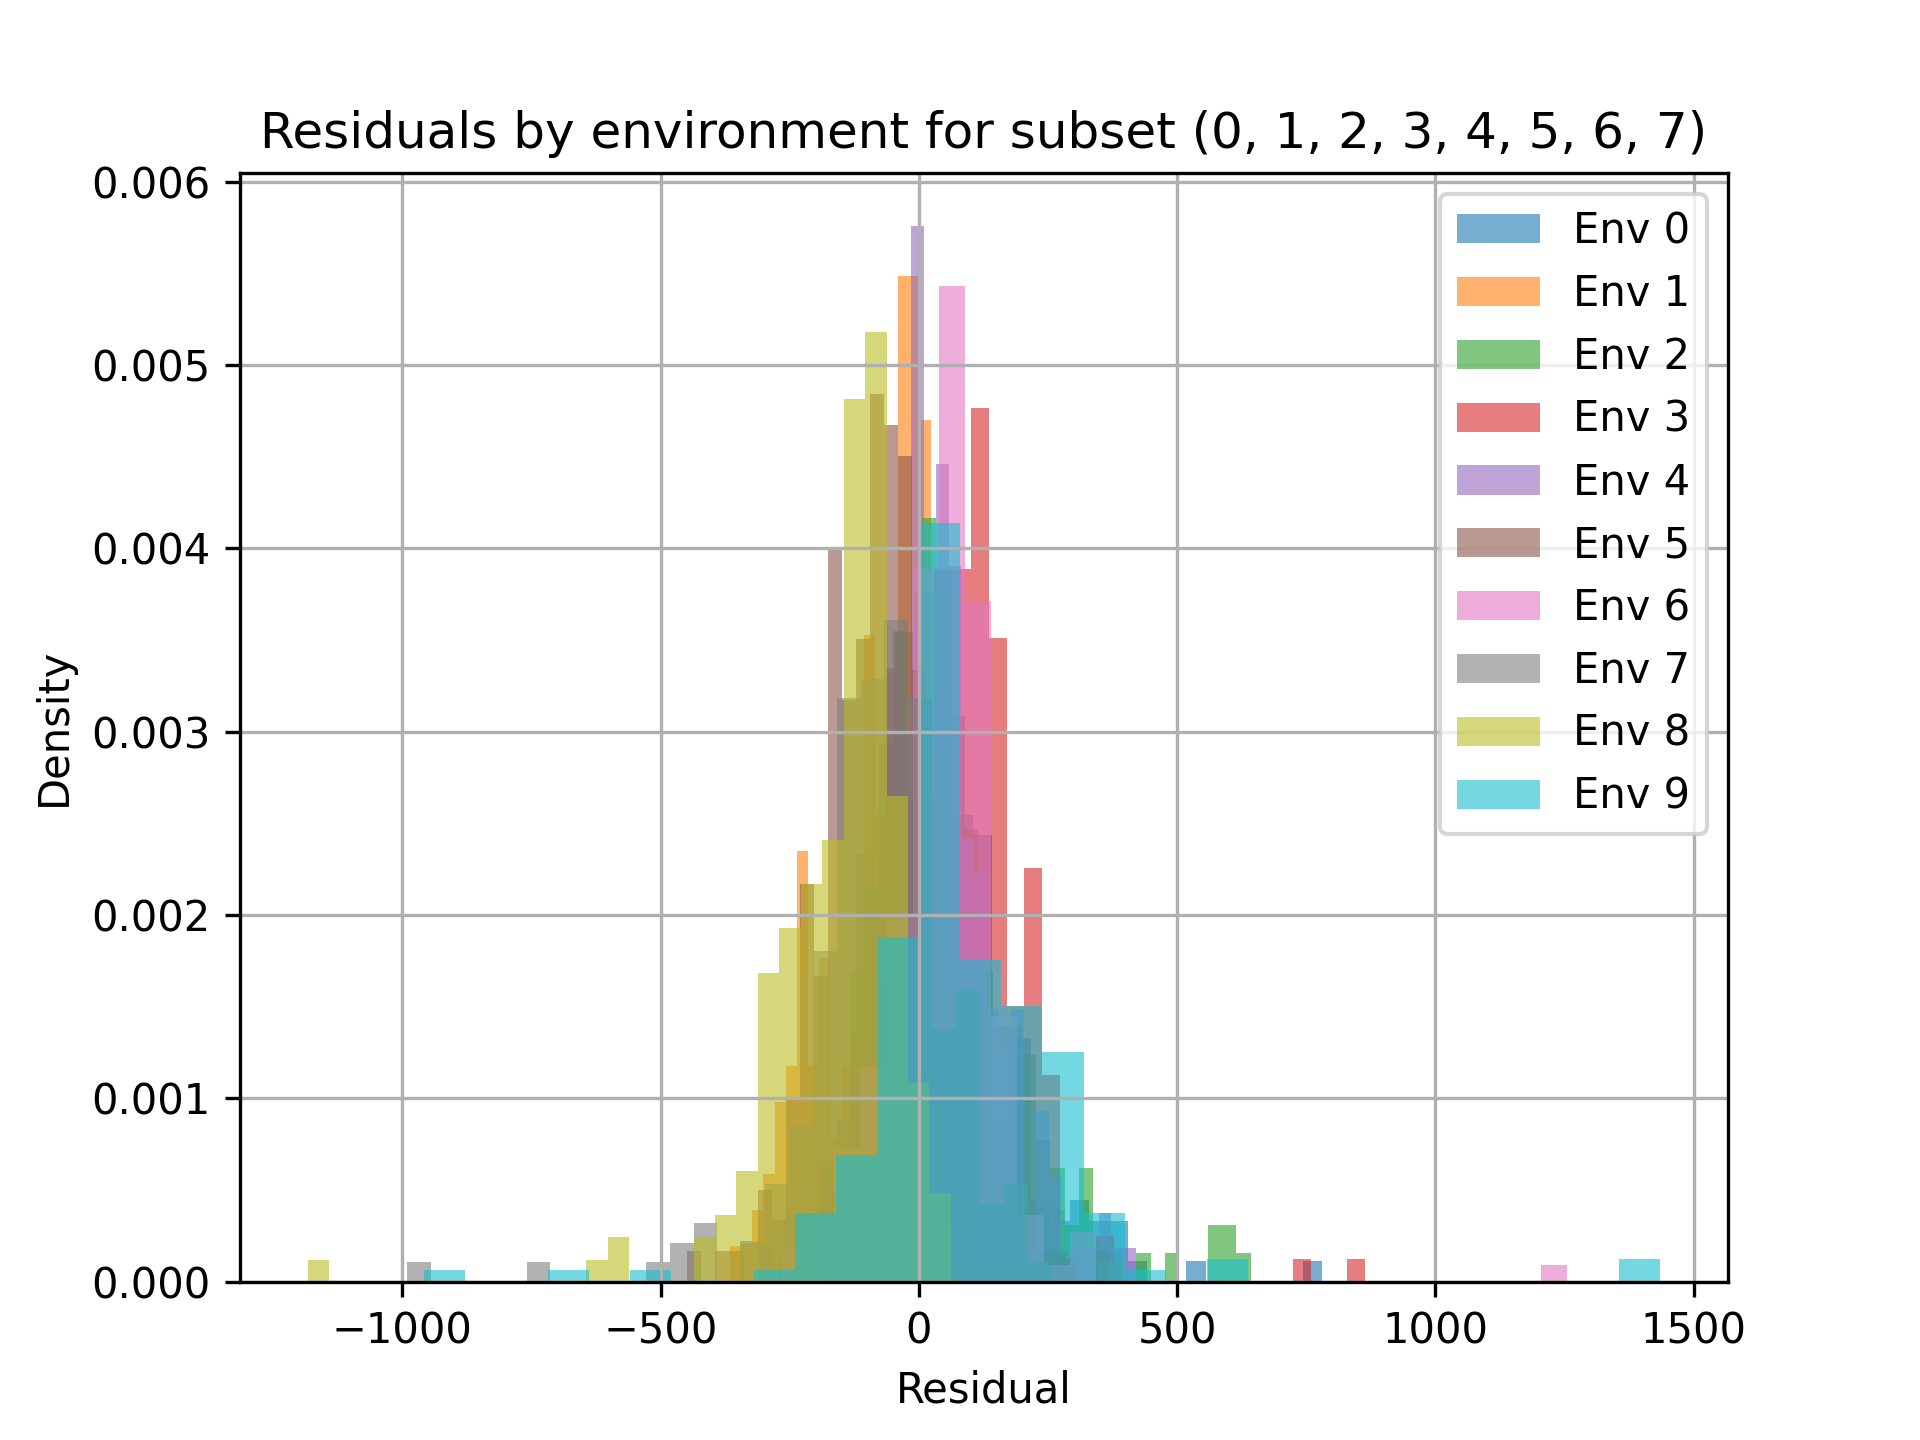 Residuals by environment for subset (0, 1, 2, 3, 4, 5, 6, 7)
0.006
0.005
0.004
0.003
0.002
0.001
0.000
Density
Env 0
Env 1
Env 2
Env 3
Env 4
Env 5
Env 6
Env 7
Env 8
Env 9
−1000 −500 0 500 1000 1500
Residual